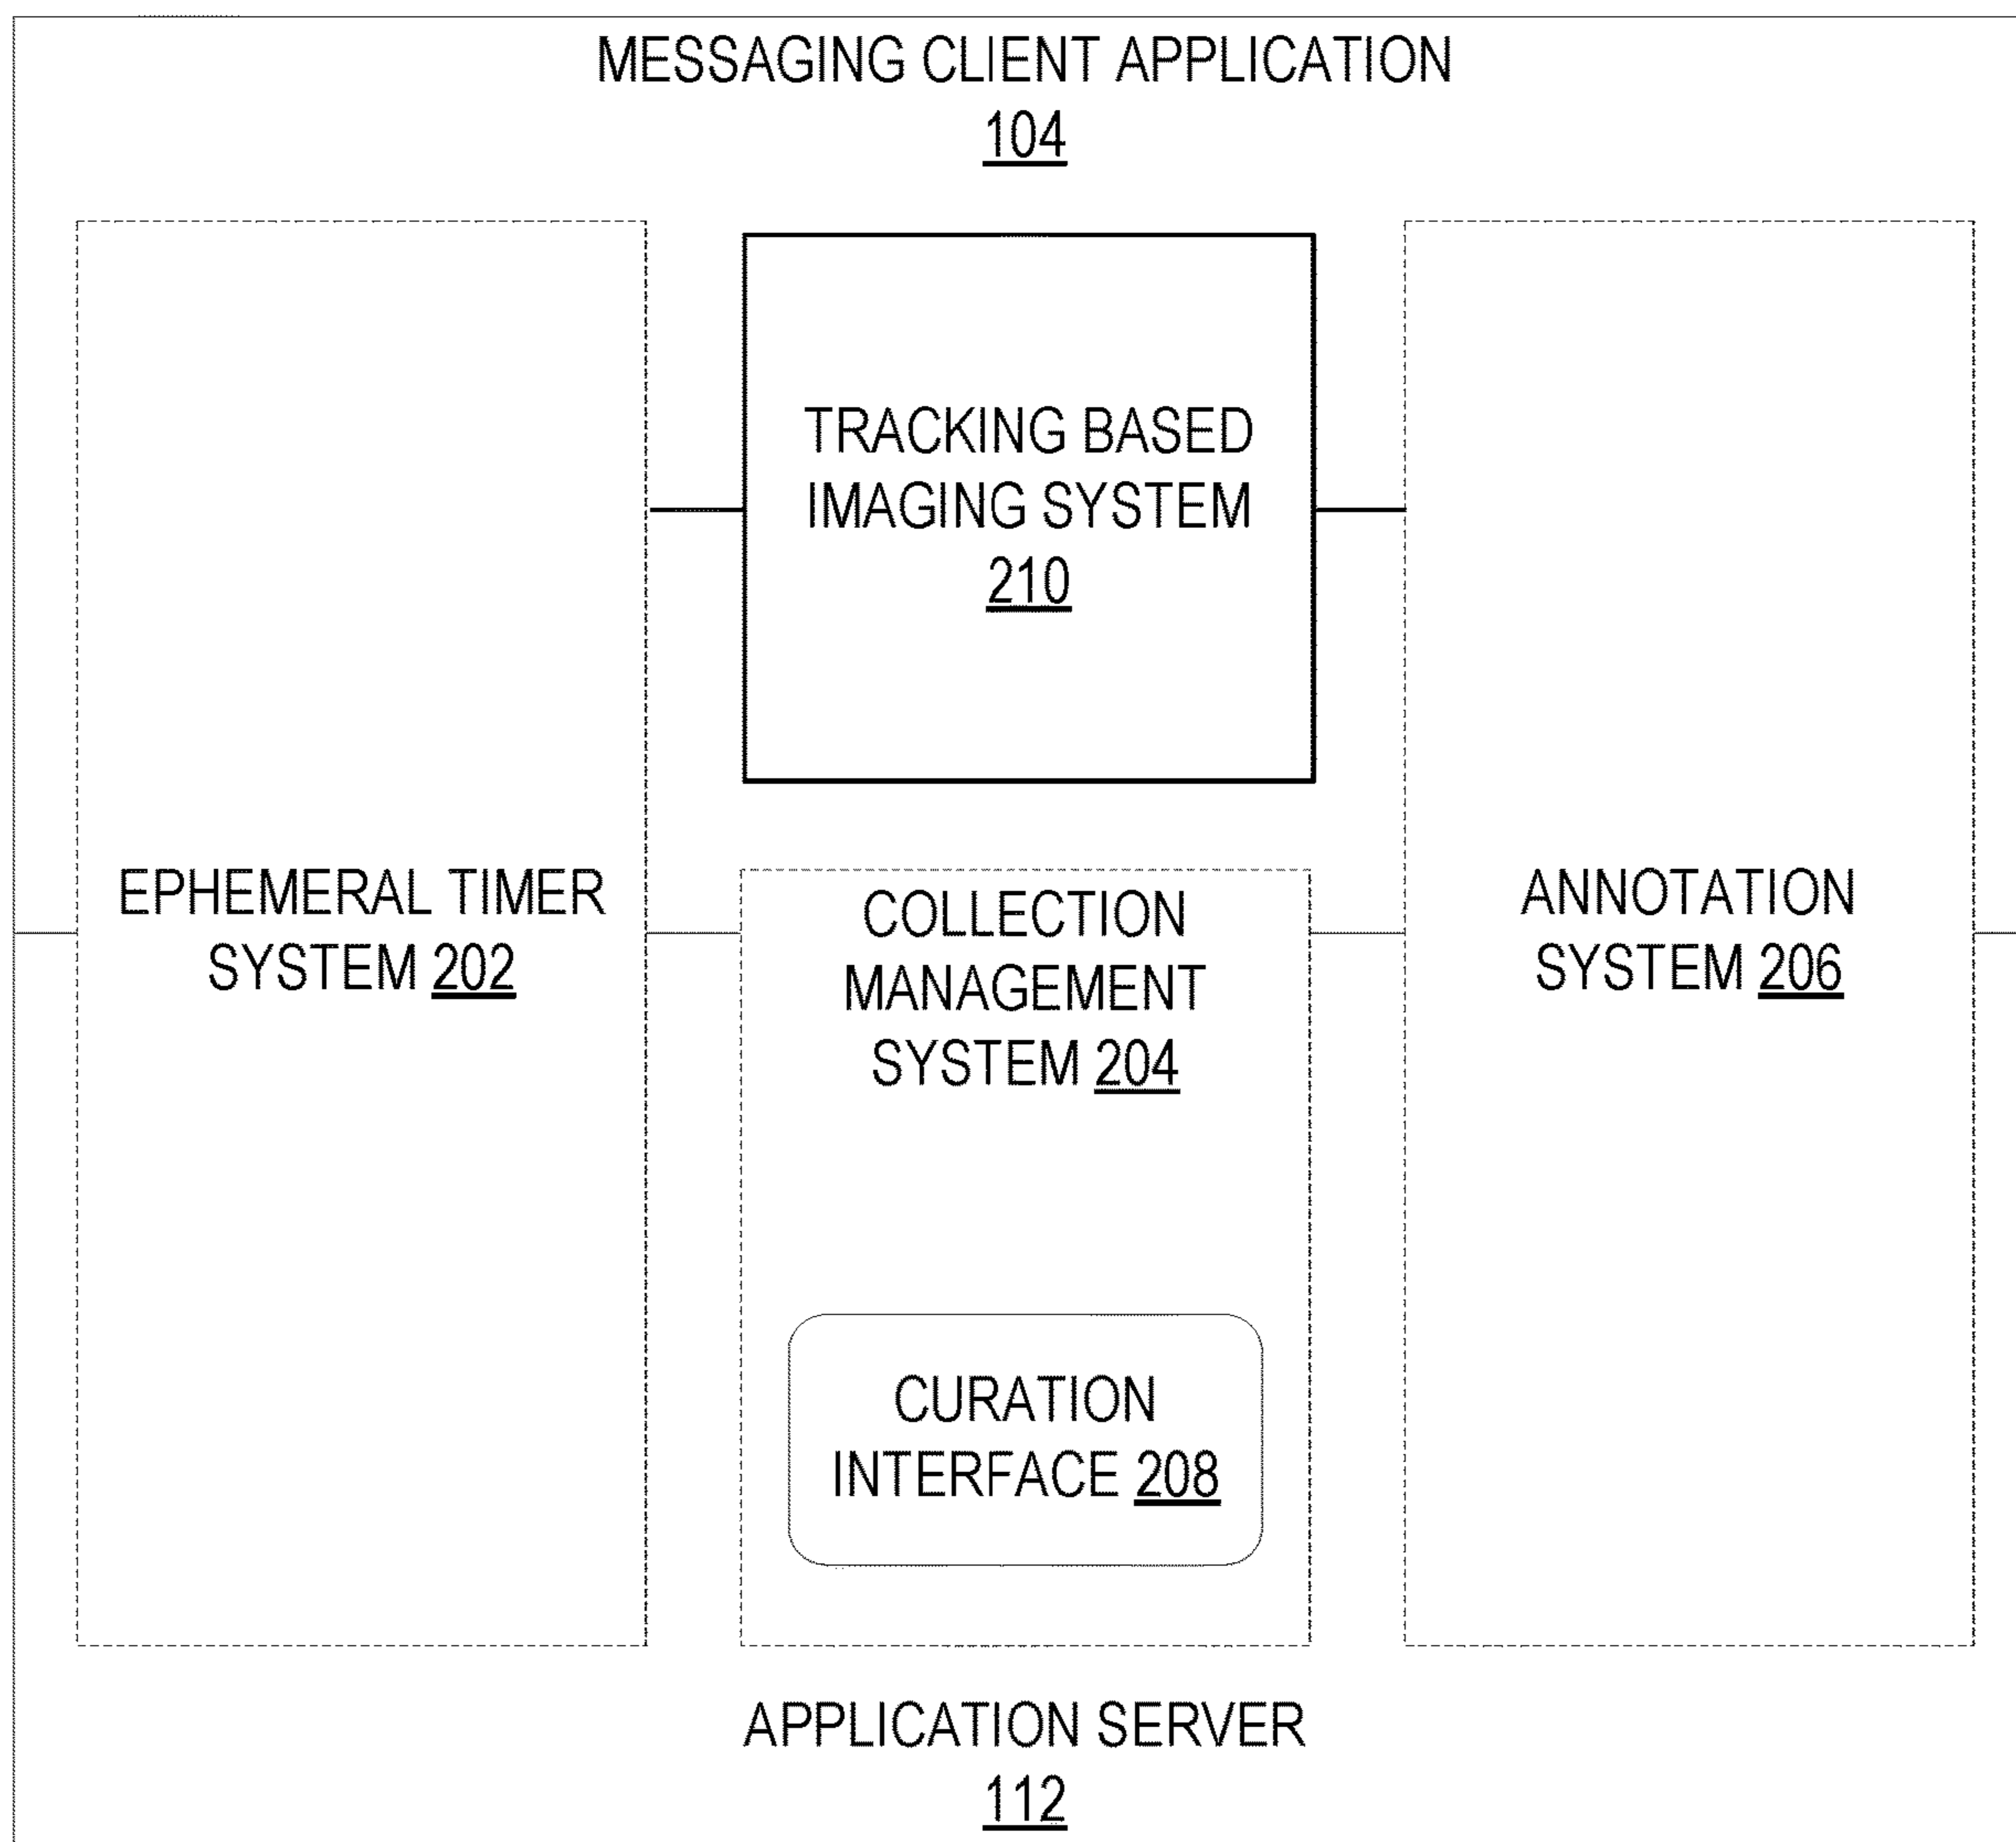 MESSAGING CLIENT APPLICATION
104
TRACKING BASED
IMAGING SYSTEM
210
EPHEMERAL TIMER
SYSTEM 202
COLLECTION
MANAGEMENT
SYSTEM 204
ANNOTATION
SYSTEM 206
CURATION
INTERFACE 208
APPLICATION SERVER
112